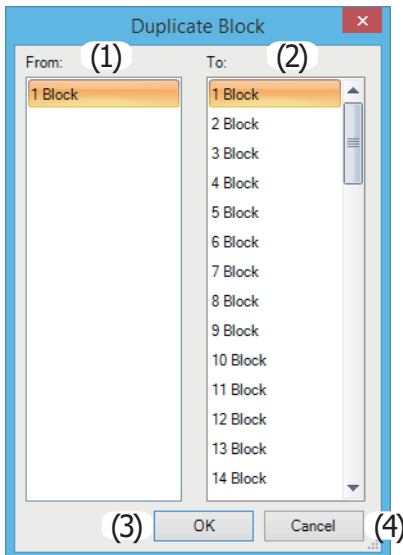 Duplicate Block
From: (1) To: (2)
1 Block
1 Block
2 Block
3 Block
4 Block
5 Block
6 Block
7 Block
8 Block
9 Block
10 Block
11 Block
12 Block
13 Block
14 Block
(3) OK Cancel (4)